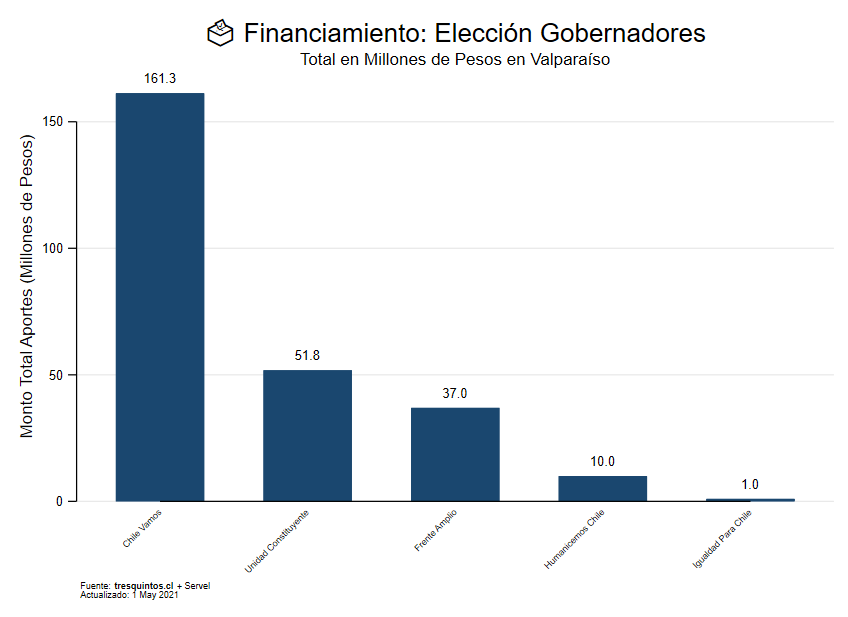 🗳 Financiamiento: Elección Gobernadores
Total en Millones de Pesos en Valparaíso
Monto Total Aportes (Millones de Pesos)
150
100
50
0
161.3
51.8
37.0
10.0
1.0
Chile Vamos
Unidad Constituyente
Frente Amplio
Humanicemos Chile
Igualdad Para Chile
Fuente: tresquintos.cl + Servel
Actualizado: 1 May 2021